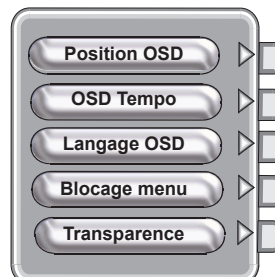 Position OSD
OSD Tempo
Langage OSD
Blocage menu
Transparence